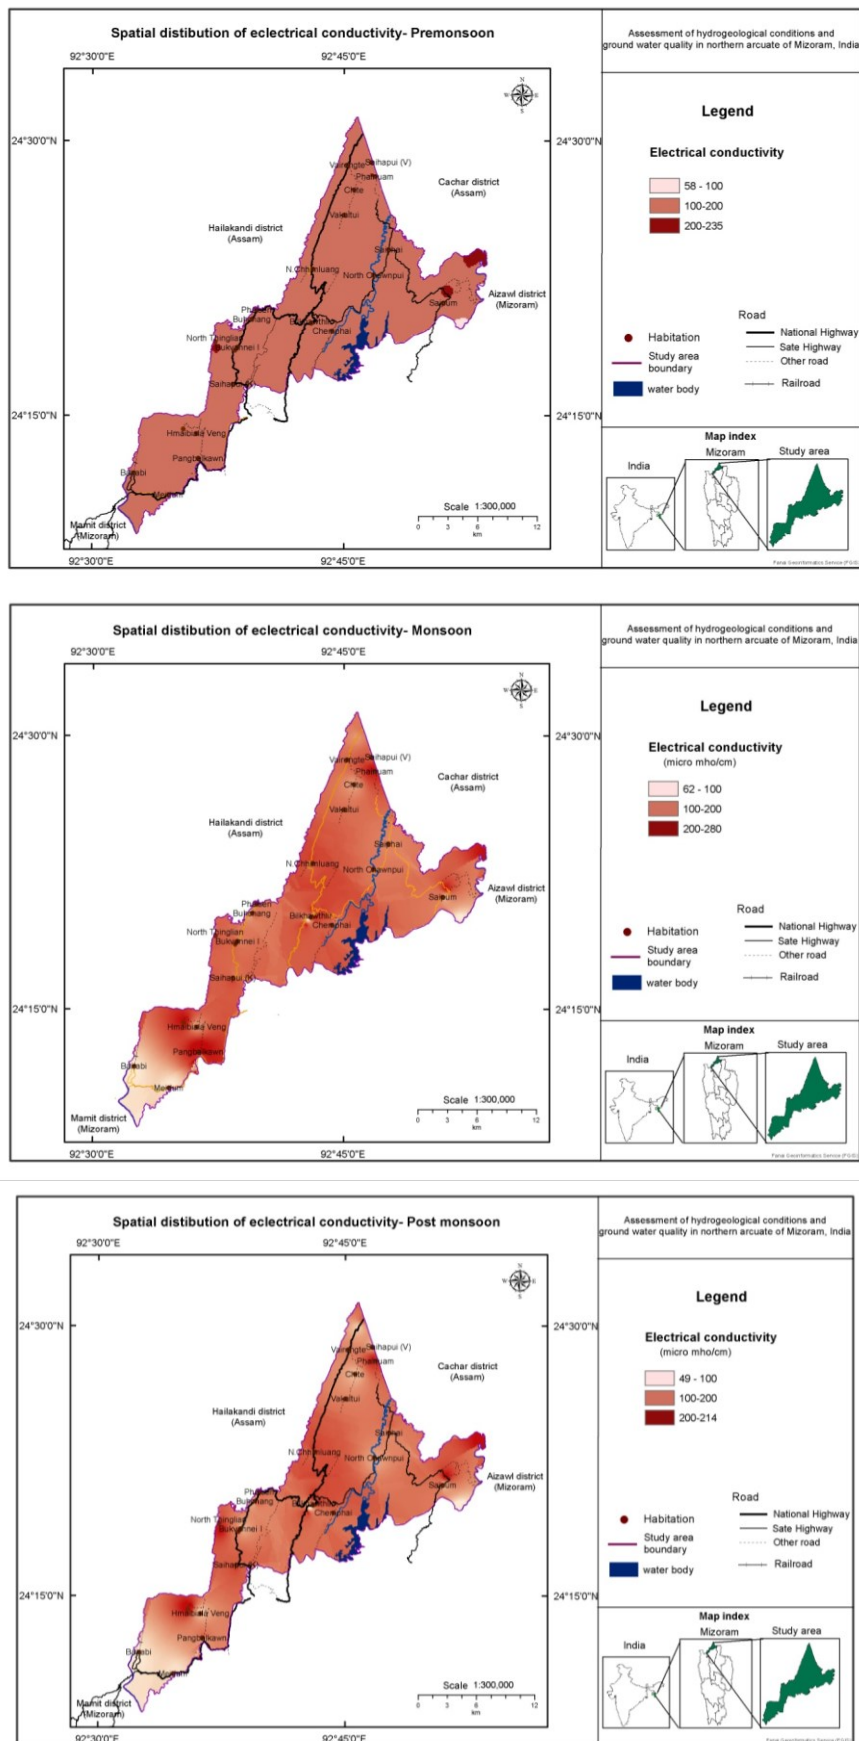 Spatial distibution of eclectrical conductivity- Premonsoon
Assessment of hydrogeological conditions and
ground water quality in northern arcuate of Mizoram, India
92°30'0"E
92°45'0"E
N
W
E
S
24°30'0"N
24°30'0"N
Saihapui (V)
Chite
Vakaltui
Cachar district
(Assam)
Hailakandi district
(Assam)
Aizawl district
(Mizoram)
Hmaibiala Veng
24°15'0"N
24°15'0"N
Mamit district
(Mizoram)
Scale 1:300,000
0
3
6
12
km
92°30'0"E
92°45'0"E
Legend
Electrical conductivity
58 - 100
100-200
200-235
Habitation
Study area
boundary
water body
Road
National Highway
Sate Highway
Other road
Railroad
Map index
India
Mizoram
Study area
Spatial distibution of eclectrical conductivity- Monsoon
Assessment of hydrogeological conditions and
ground water quality in northern arcuate of Mizoram, India
92°30'0"E
92°45'0"E
N
W
E
S
24°30'0"N
24°30'0"N
Saihapui (V)
Chite
Vakaltui
Cachar district
(Assam)
Hailakandi district
(Assam)
Aizawl district
(Mizoram)
Hmaibiala Veng
24°15'0"N
24°15'0"N
Mamit district
(Mizoram)
Scale 1:300,000
0
3
6
12
km
92°30'0"E
92°45'0"E
Legend
Electrical conductivity
(micro mho/cm)
62 - 100
100-200
200-280
Habitation
Study area
boundary
water body
Road
National Highway
Sate Highway
Other road
Railroad
Map index
India
Mizoram
Study area
Spatial distibution of eclectrical conductivity- Post monsoon
Assessment of hydrogeological conditions and
ground water quality in northern arcuate of Mizoram, India
92°30'0"E
92°45'0"E
N
W
E
S
24°30'0"N
24°30'0"N
Saihapui (V)
Chite
Vakaltui
Cachar district
(Assam)
Hailakandi district
(Assam)
Aizawl district
(Mizoram)
Hmaibiala Veng
24°15'0"N
24°15'0"N
Mamit district
(Mizoram)
Scale 1:300,000
0
3
6
12
km
92°30'0"E
92°45'0"E
Legend
Electrical conductivity
(micro mho/cm)
49 - 100
100-200
200-214
Habitation
Study area
boundary
water body
Road
National Highway
Sate Highway
Other road
Railroad
Map index
India
Mizoram
Study area